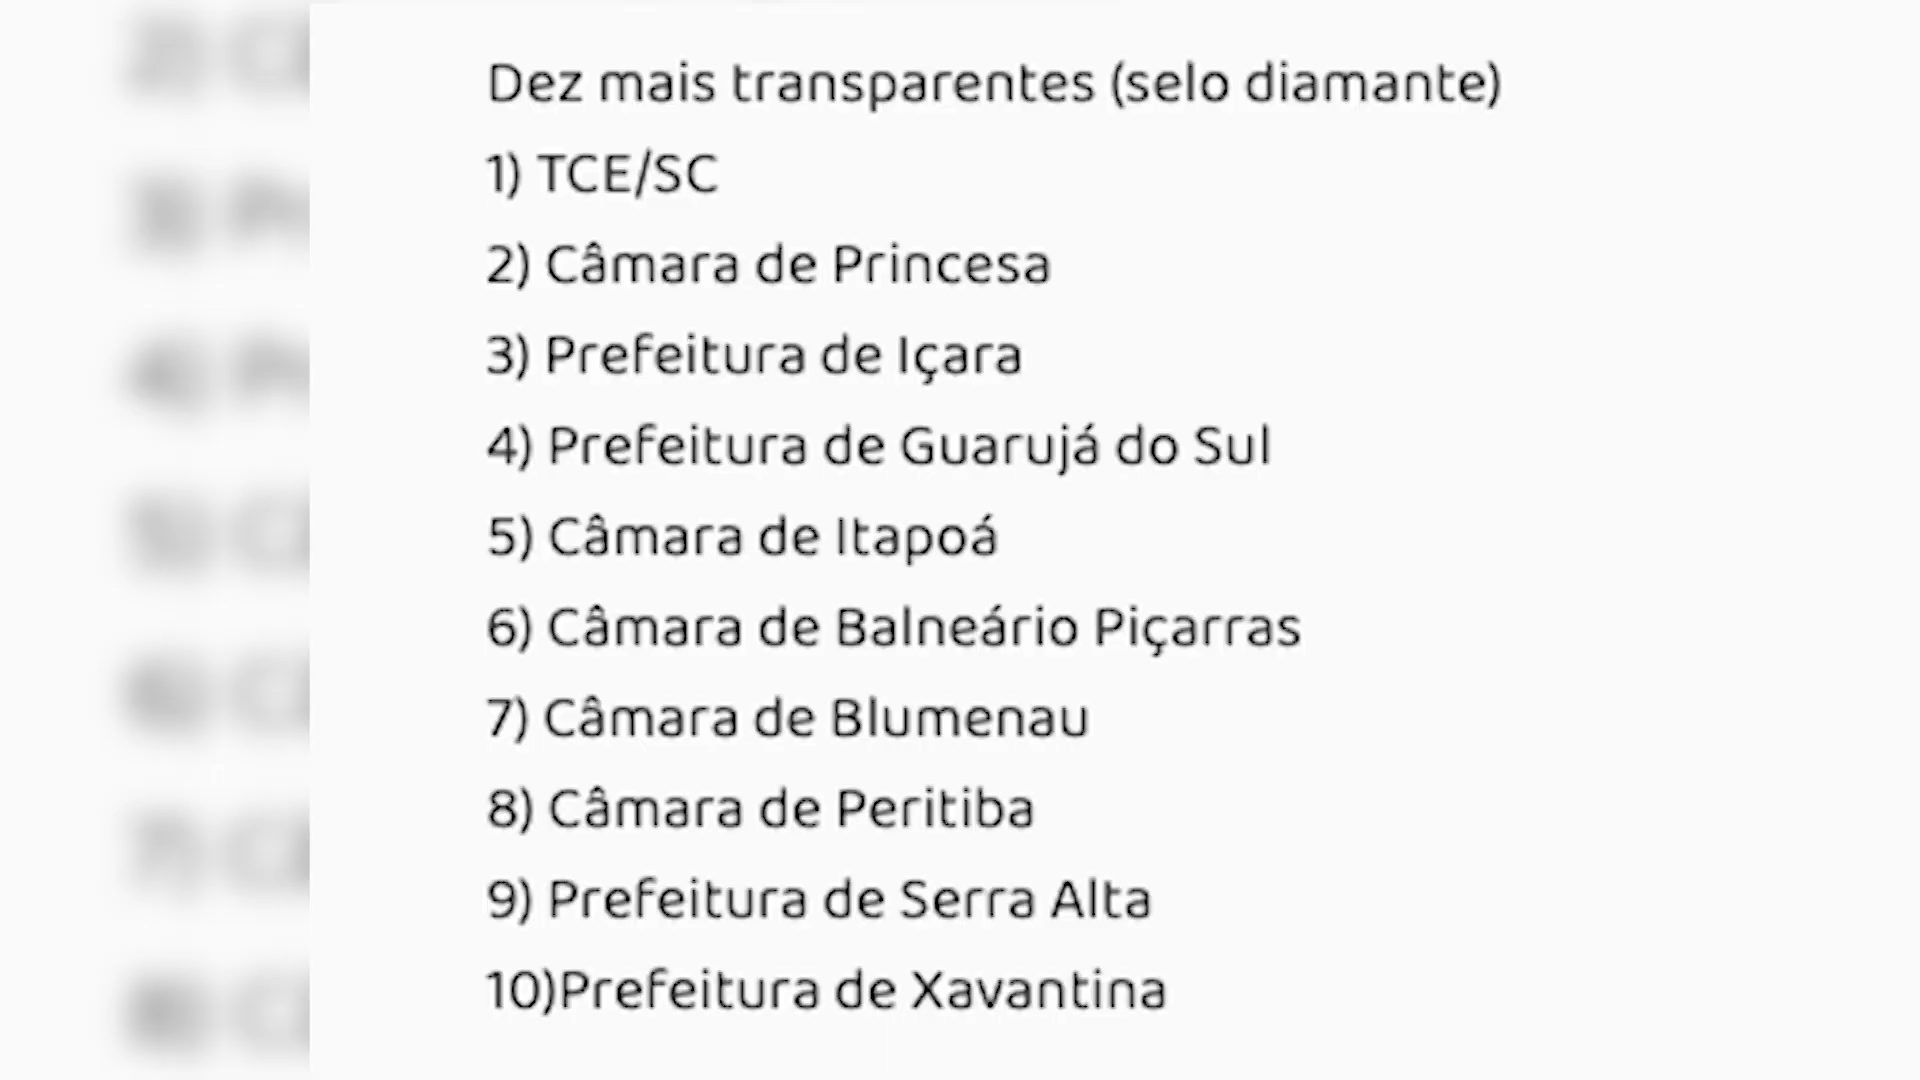 Dez mais transparentes (selo diamante)
1) TCE/SC
2) Câmara de Princesa
3) Prefeitura de Içara
4) Prefeitura de Guarujá do Sul
5) Câmara de Itapoá
6) Câmara de Balneário Piçarras
7) Câmara de Blumenau
8) Câmara de Peritiba
9) Prefeitura de Serra Alta
10)Prefeitura de Xavantina